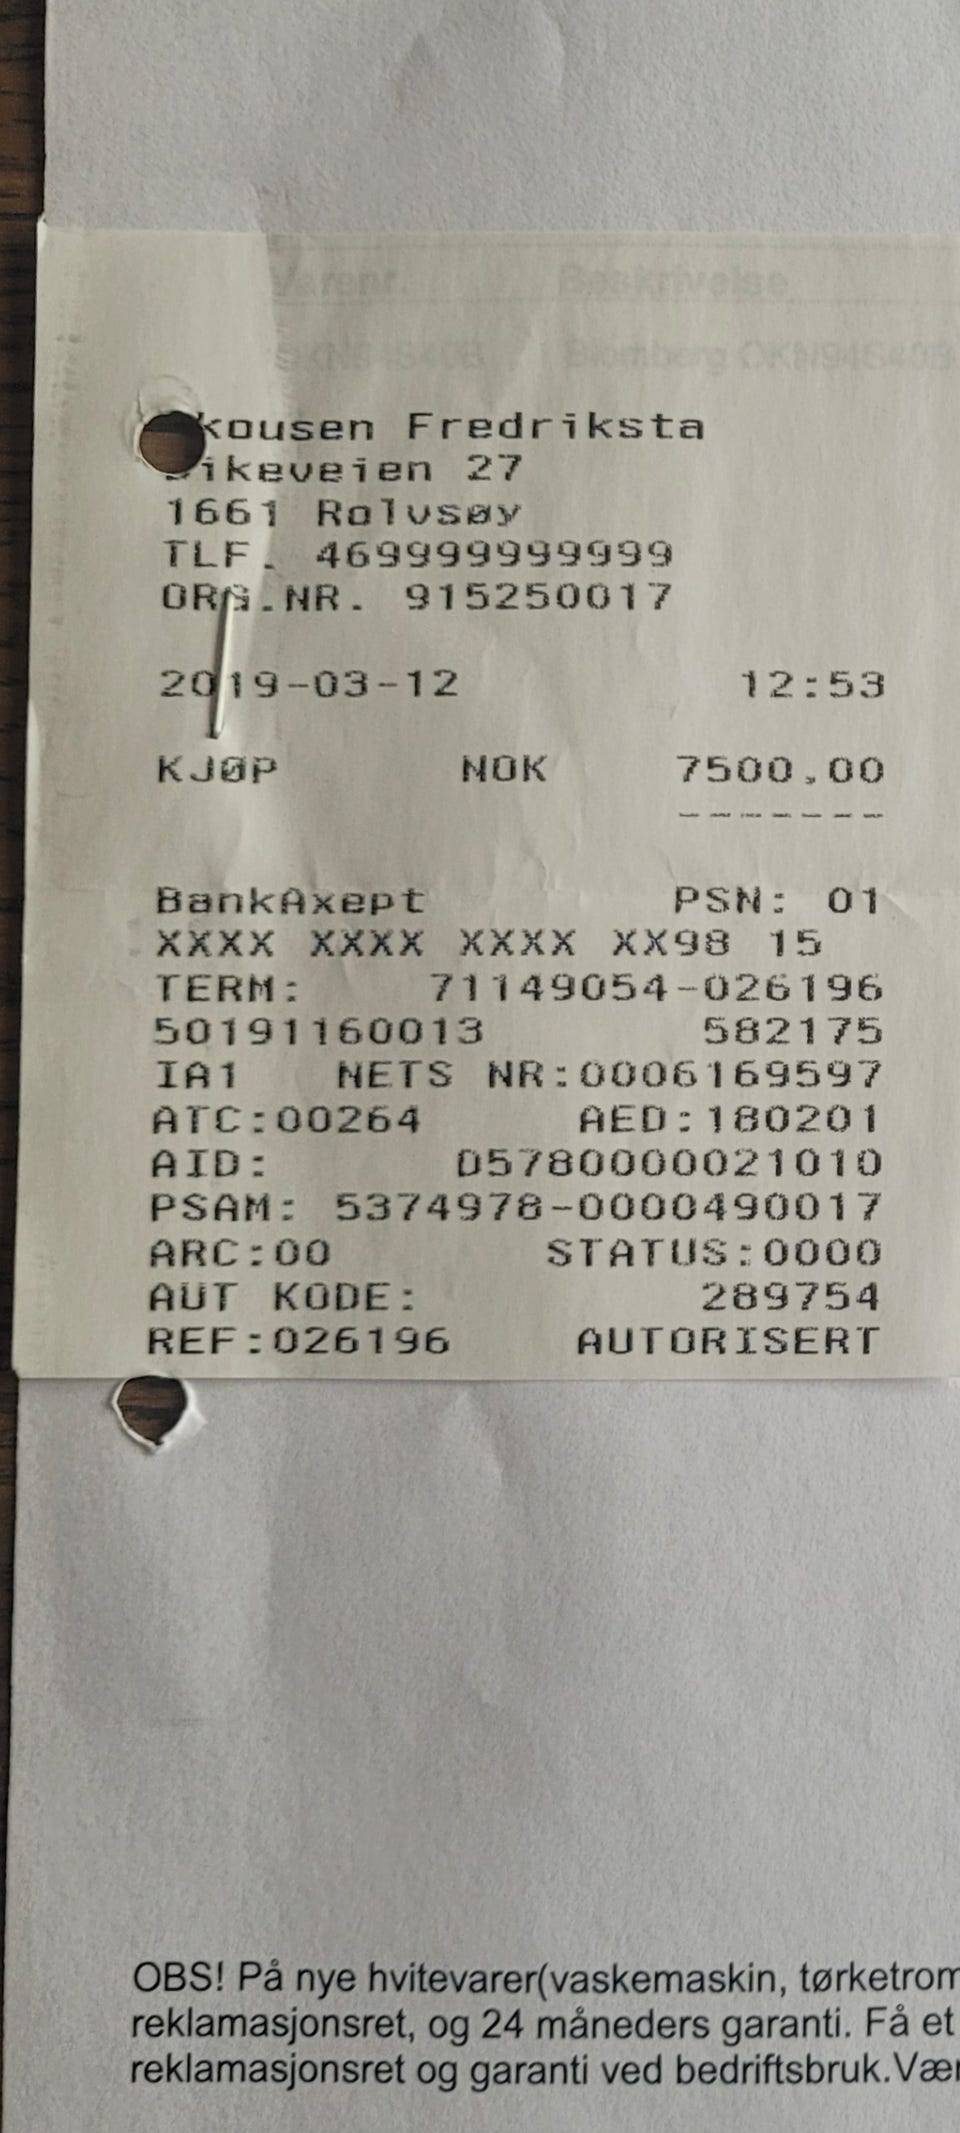 Varenr. Beskrivelse
OKN94640B Blomberg OKN94640B
kousen Fredriksta
ikeveien 27
1661 Rolvsøy
TLF. 469999999999
ORG.NR. 915250017
2019-03-12 12:53
KJØP NOK 7500.00
-------
BankAxept PSN: 01
XXXX XXXX XXXX XX98 15
TERM: 71149054-026196
50191160013 582175
IA1 NETS NR:0006169597
ATC:00264 AED:180201
AID: D5780000021010
PSAM: 5374978-0000490017
ARC:00 STATUS:0000
AUT KODE: 289754
REF:026196 AUTORISERT
OBS! På nye hvitevarer(vaskemaskin, tørketrom
reklamasjonsret, og 24 måneders garanti. Få et
reklamasjonsret og garanti ved bedriftsbruk.Vær